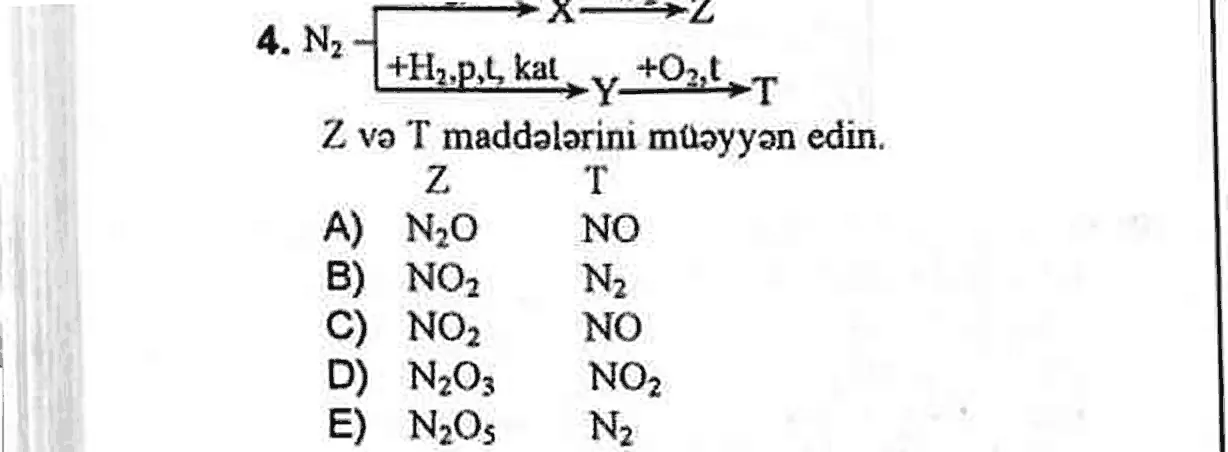 X Z
4. N₂
+H₂,p,t, kat Y +O₂,t T
Z və T maddələrini müəyyən edin.
Z T
A) N₂O NO
B) NO₂ N₂
C) NO₂ NO
D) N₂O₃ NO₂
E) N₂O₅ N₂